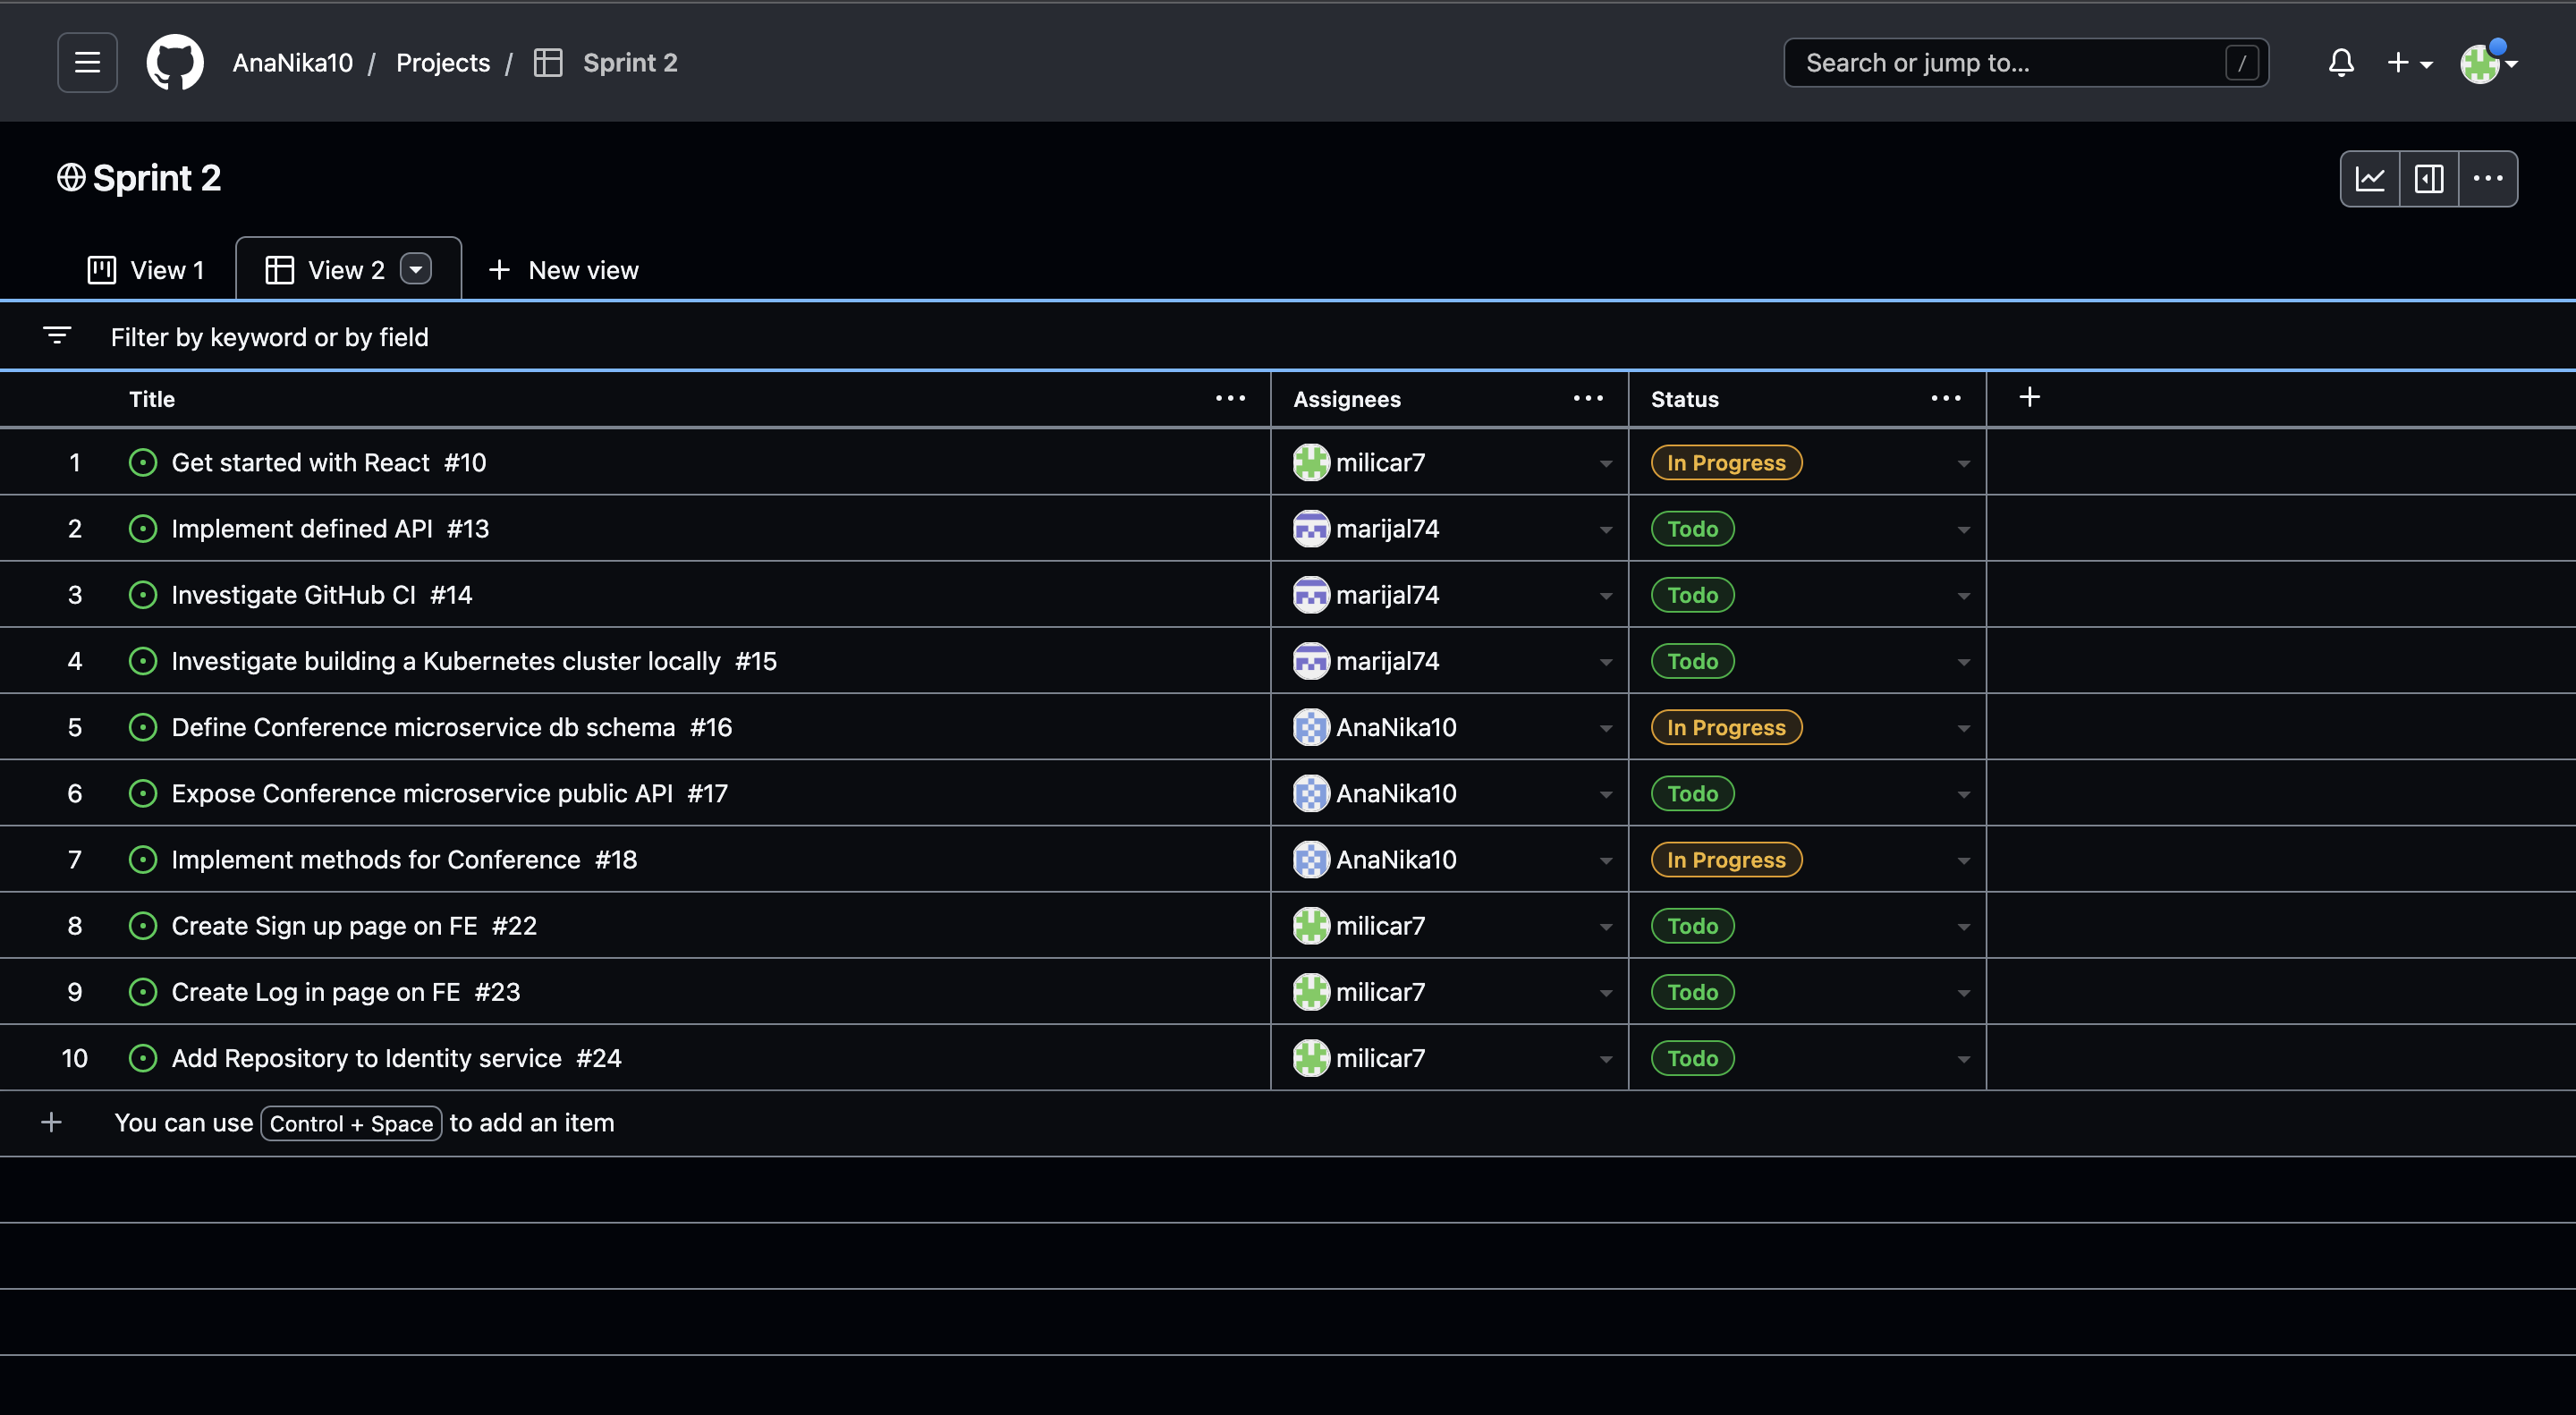 AnaNika10 / Projects / Sprint 2 Search or jump to... /
Sprint 2
View 1 View 2 New view
Filter by keyword or by field
Title Assignees Status
1 Get started with React #10 milicar7 In Progress
2 Implement defined API #13 marijal74 Todo
3 Investigate GitHub CI #14 marijal74 Todo
4 Investigate building a Kubernetes cluster locally #15 marijal74 Todo
5 Define Conference microservice db schema #16 AnaNika10 In Progress
6 Expose Conference microservice public API #17 AnaNika10 Todo
7 Implement methods for Conference #18 AnaNika10 In Progress
8 Create Sign up page on FE #22 milicar7 Todo
9 Create Log in page on FE #23 milicar7 Todo
10 Add Repository to Identity service #24 milicar7 Todo
You can use Control + Space to add an item